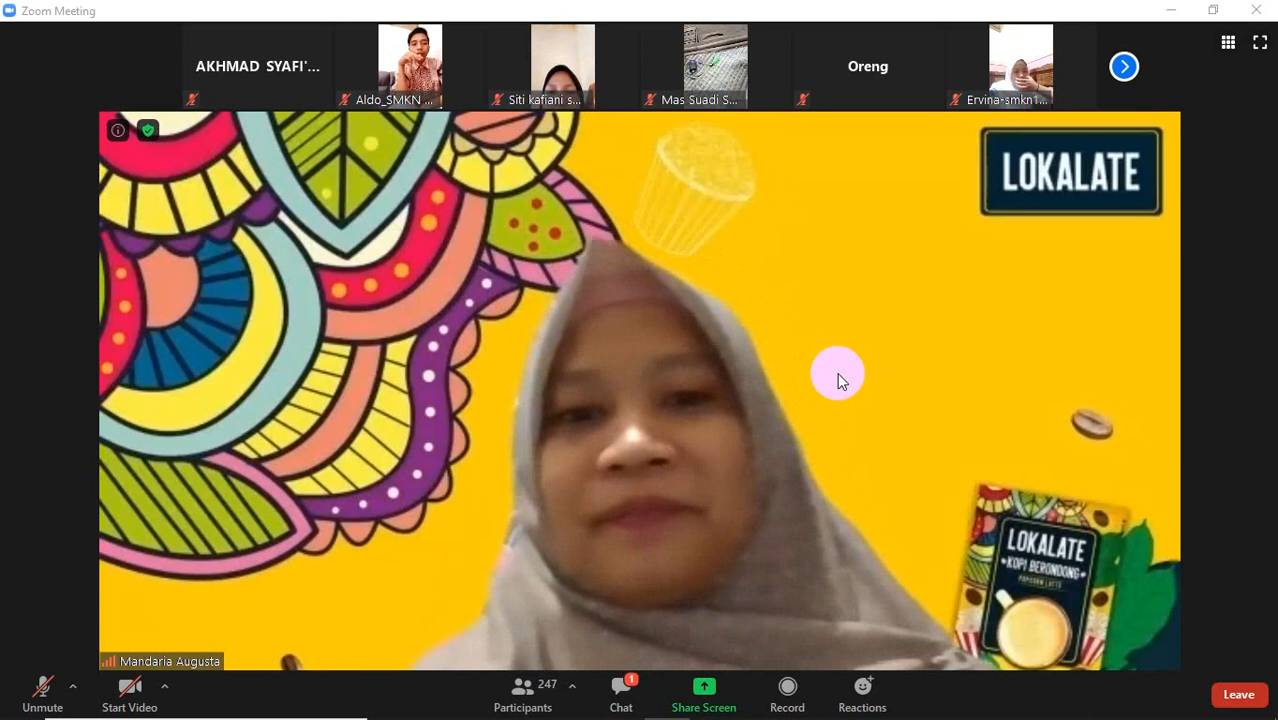 Zoom Meeting
AKHMAD SYAFI'...
Aldo_SMKN ...
Siti kafiani s...
Mas Suadi S...
Oreng
Ervina-smkn1...
LOKALATE
LOKALATE
•KOPI BERONDONG•
POPCORN LATTE
Mandaria Augusta
Unmute
Start Video
247
Participants
1
Chat
Share Screen
Record
Reactions
Leave